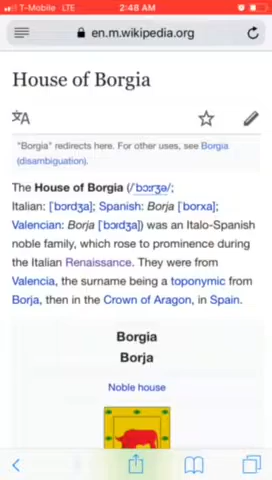 T-Mobile LTE 2:48 AM
en.m.wikipedia.org
House of Borgia
文A
"Borgia" redirects here. For other uses, see Borgia
(disambiguation).
The House of Borgia (/ˈbɔːrʒə/;
Italian: [ˈbɔrdʒa]; Spanish: Borja [ˈborxa];
Valencian: Borja [ˈbɔɾdʒa]) was an Italo-Spanish
noble family, which rose to prominence during
the Italian Renaissance. They were from
Valencia, the surname being a toponymic from
Borja, then in the Crown of Aragon, in Spain.
Borgia
Borja
Noble house